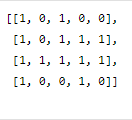 [[1, 0, 1, 0, 0],
[1, 0, 1, 1, 1],
[1, 1, 1, 1, 1],
[1, 0, 0, 1, 0]]